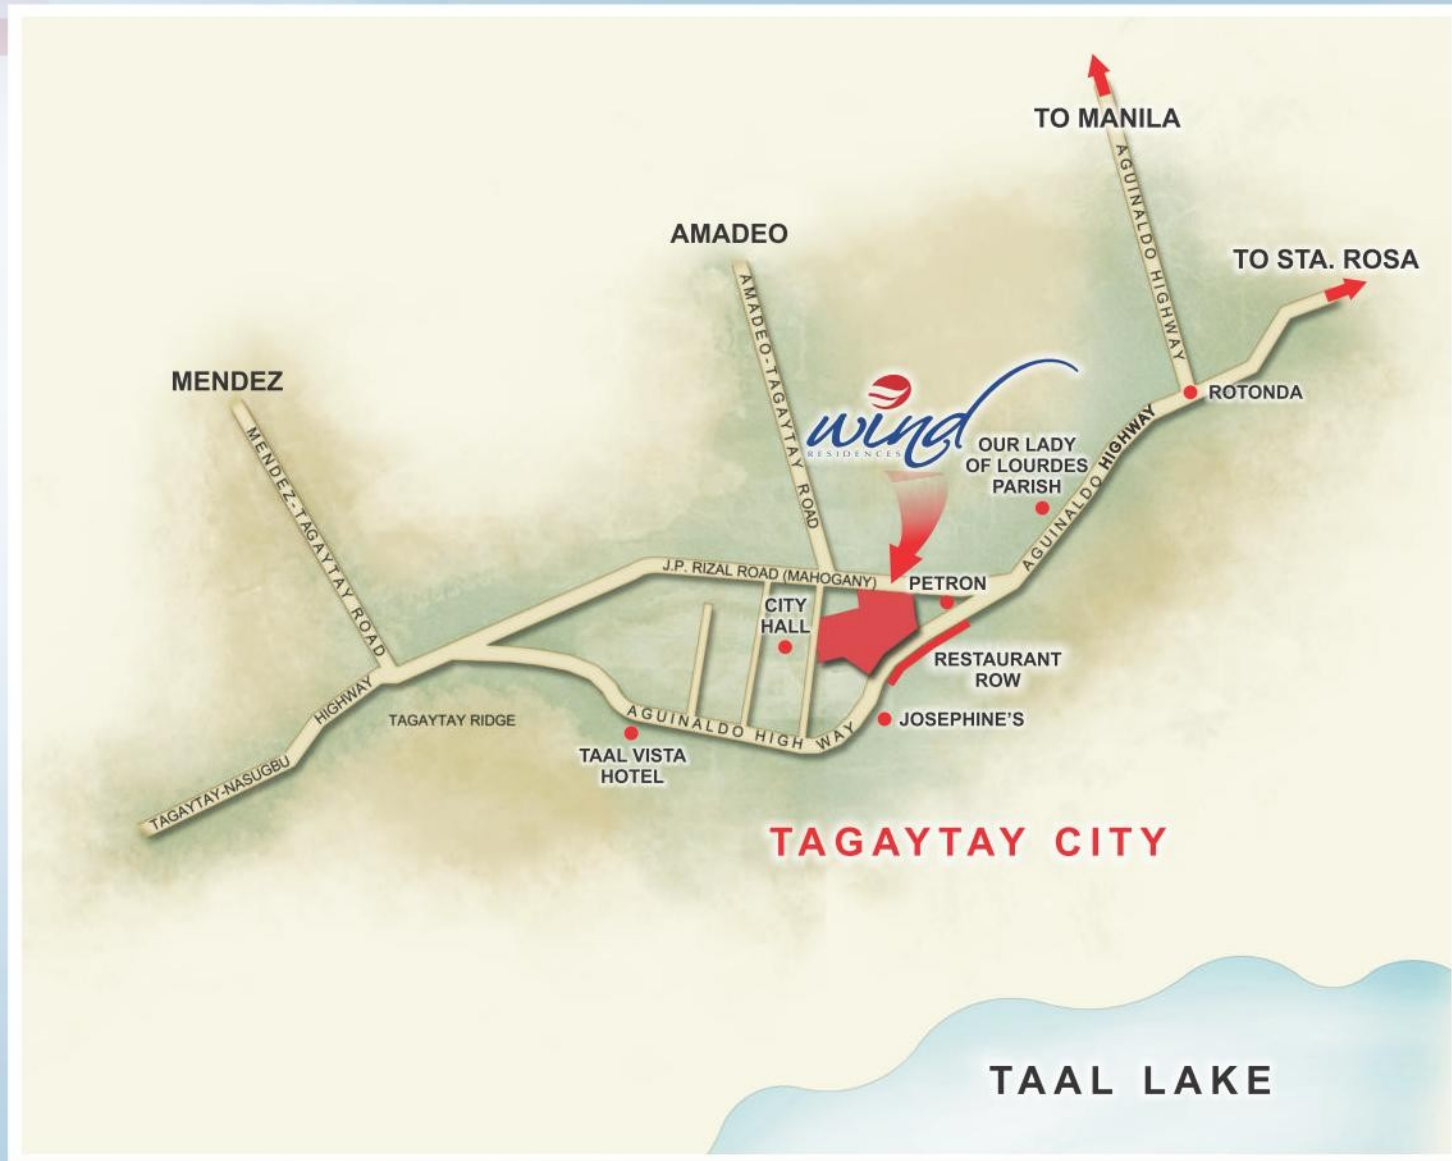 TO MANILA
AGUINALDO HIGHWAY
AMADEO
TO STA. ROSA
AMADEO-TAGAYTAY ROAD
MENDEZ
wind
RESIDENCES
ROTONDA
MENDEZ-TAGAYTAY ROAD
OUR LADY
OF LOURDES
PARISH
AGUINALDO HIGHWAY
J.P. RIZAL ROAD (MAHOGANY)
PETRON
CITY
HALL
RESTAURANT
ROW
TAGAYTAY-NASUGBU HIGHWAY
TAGAYTAY RIDGE
AGUINALDO HIGH WAY
JOSEPHINE'S
TAAL VISTA
HOTEL
TAGAYTAY CITY
TAAL LAKE